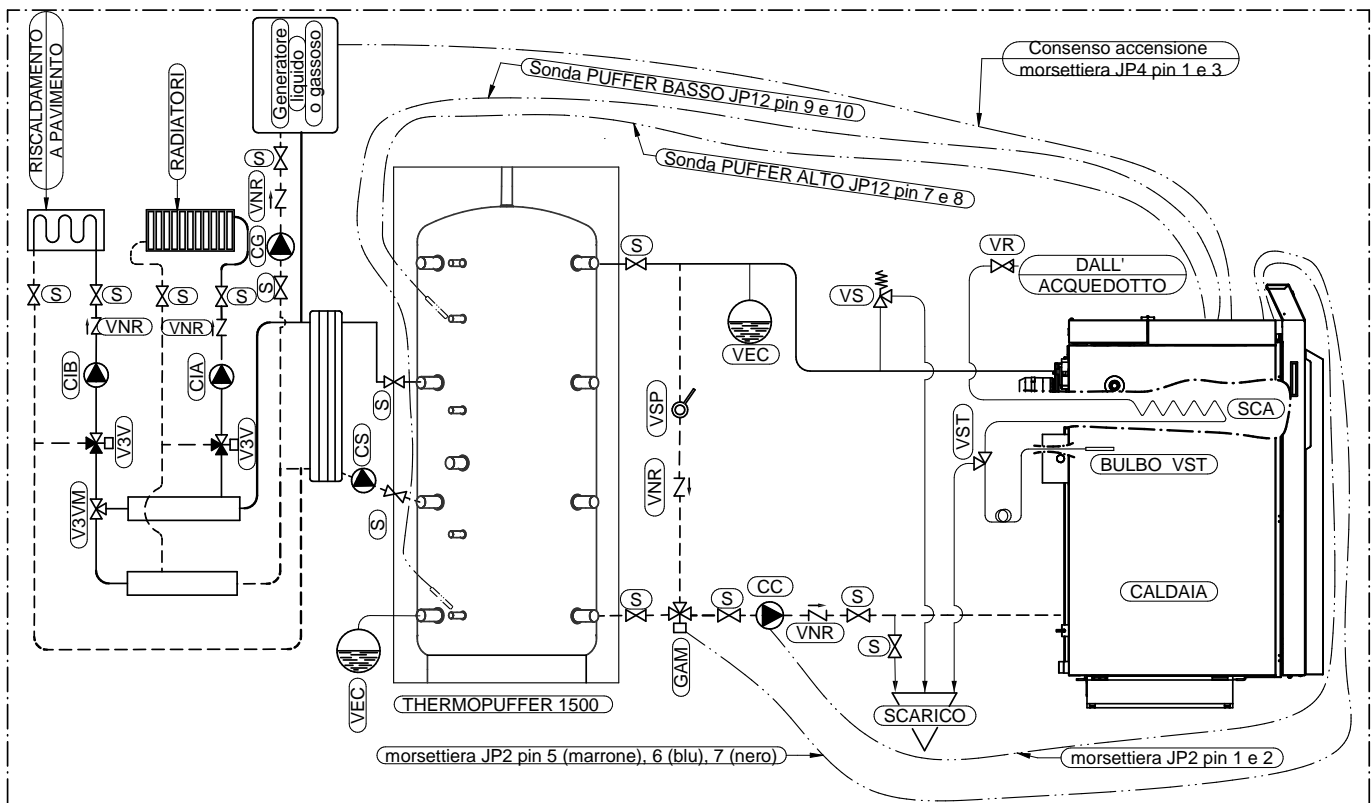 RISCALDAMENTO
A PAVIMENTO
RADIATORI
Generatore
liquido
o gassoso
Consenso accensione
morsettiera JP4 pin 1 e 3
Sonda PUFFER BASSO JP12 pin 9 e 10
Sonda PUFFER ALTO JP12 pin 7 e 8
S
VNR
CG
S
S
S
S
S
VNR
VNR
CIB
CIA
V3V
V3V
V3VM
S
CS
S
S
VEC
VS
VR
DALL'
ACQUEDOTTO
VSP
VNR
VST
SCA
BULBO VST
CALDAIA
S
GAM
S
CC
VNR
S
S
SCARICO
VEC
THERMOPUFFER 1500
morsettiera JP2 pin 5 (marrone), 6 (blu), 7 (nero)
morsettiera JP2 pin 1 e 2